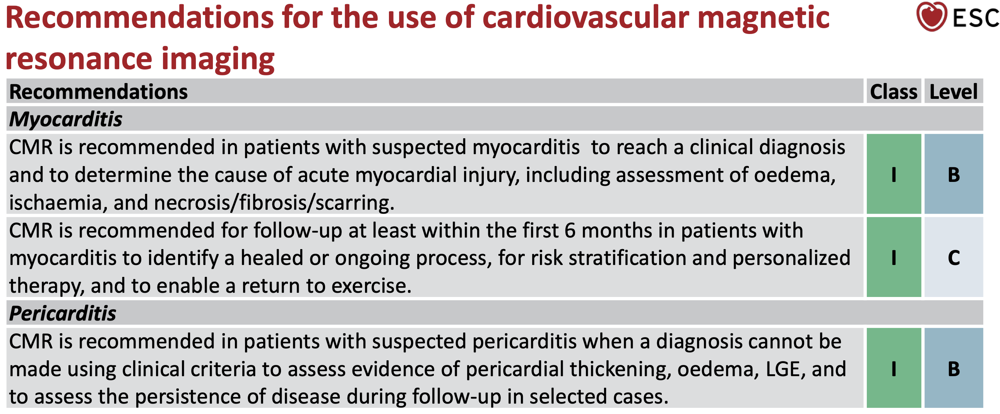 Recommendations for the use of cardiovascular magnetic
resonance imaging
ESC
Recommendations Class Level
Myocarditis
CMR is recommended in patients with suspected myocarditis  to reach a clinical diagnosis
and to determine the cause of acute myocardial injury, including assessment of oedema,
ischaemia, and necrosis/fibrosis/scarring.
I B
CMR is recommended for follow-up at least within the first 6 months in patients with
myocarditis to identify a healed or ongoing process, for risk stratification and personalized
therapy, and to enable a return to exercise.
I C
Pericarditis
CMR is recommended in patients with suspected pericarditis when a diagnosis cannot be
made using clinical criteria to assess evidence of pericardial thickening, oedema, LGE, and
to assess the persistence of disease during follow-up in selected cases.
I B